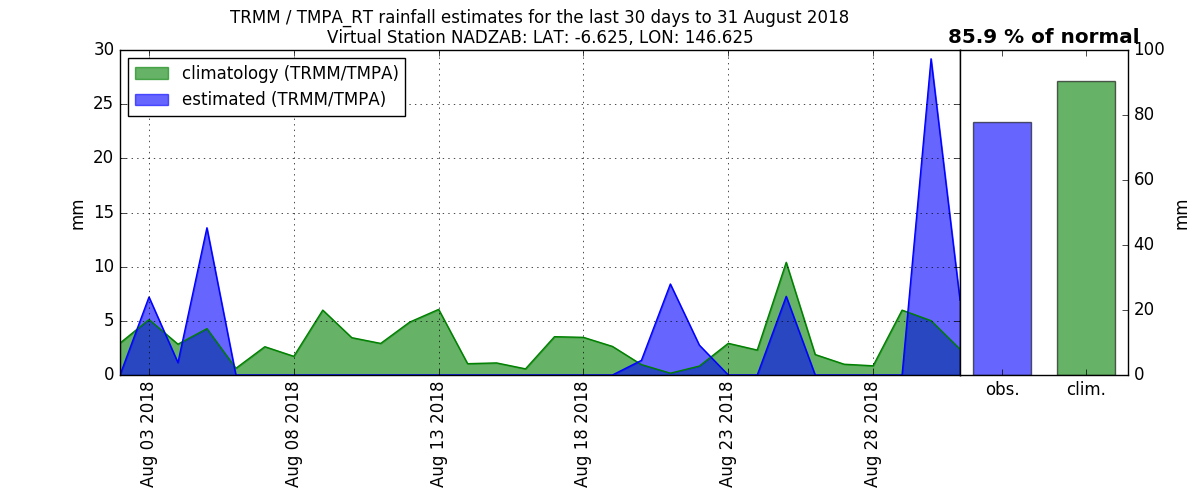 TRMM / TMPA_RT rainfall estimates for the last 30 days to 31 August 2018
Virtual Station NADZAB: LAT: -6.625, LON: 146.625
85.9 % of normal
climatology (TRMM/TMPA)
estimated (TRMM/TMPA)
30
25
20
15
10
5
0
mm
Aug 03 2018
Aug 08 2018
Aug 13 2018
Aug 18 2018
Aug 23 2018
Aug 28 2018
obs.
clim.
100
80
60
40
20
0
mm